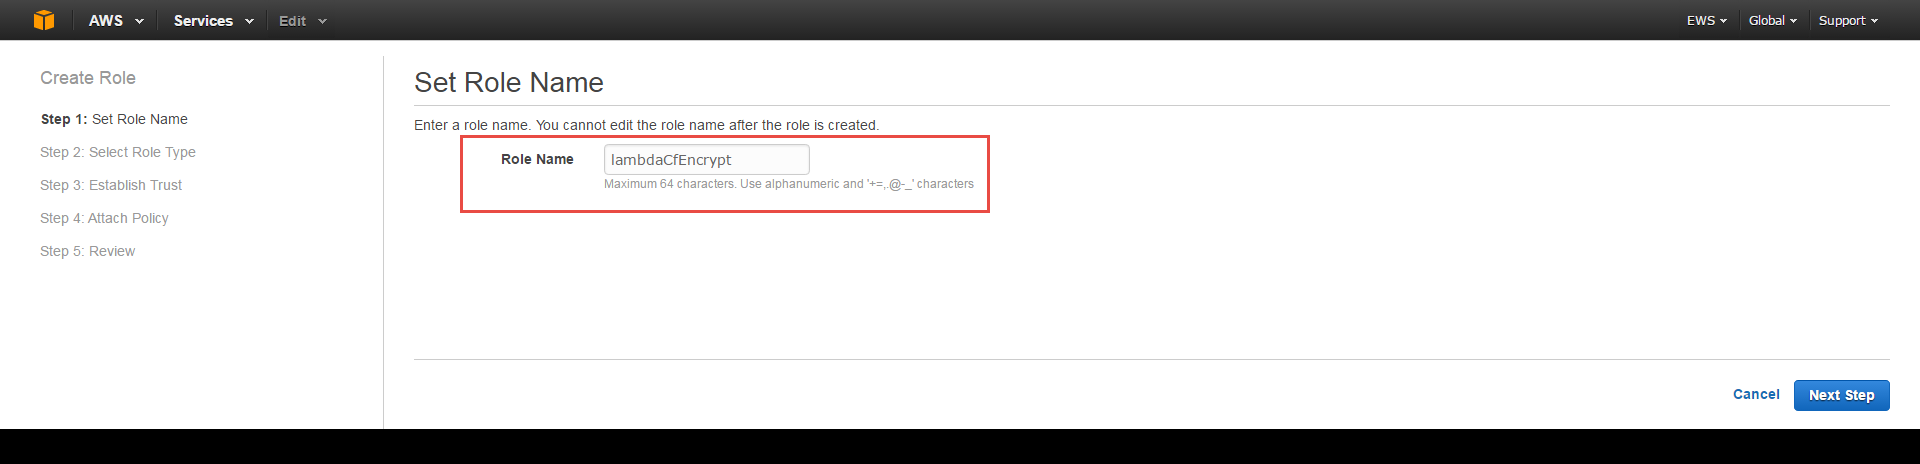 AWS Services Edit EWS Global Support
Create Role
Step 1: Set Role Name
Step 2: Select Role Type
Step 3: Establish Trust
Step 4: Attach Policy
Step 5: Review
Set Role Name
Enter a role name. You cannot edit the role name after the role is created.
Role Name lambdaCfEncrypt
Maximum 64 characters. Use alphanumeric and '+=,.@-_' characters
Cancel Next Step